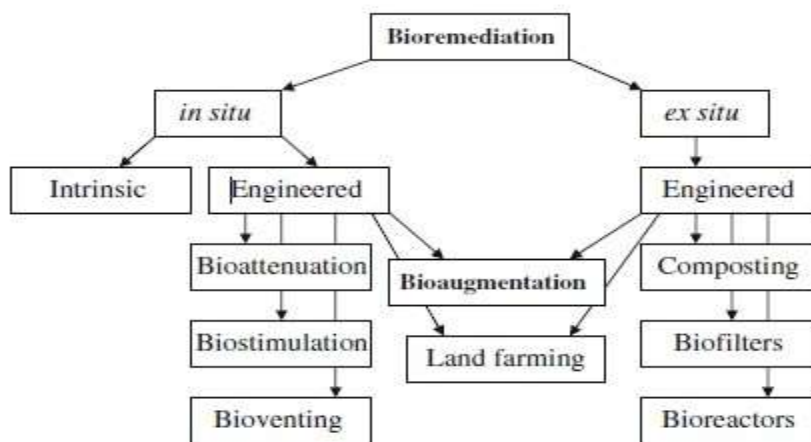 Bioremediation
in situ
ex situ
Intrinsic
Engineered
Engineered
Bioattenuation
Bioaugmentation
Composting
Biostimulation
Land farming
Biofilters
Bioventing
Bioreactors